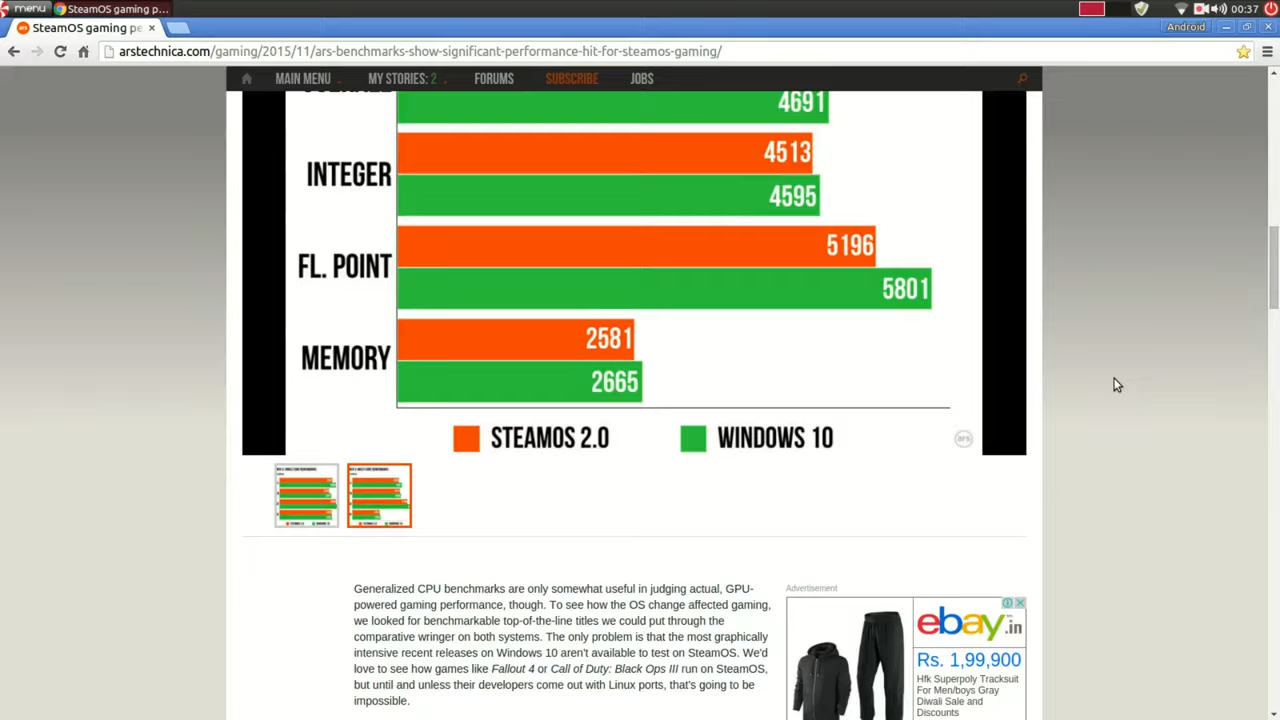 menu
SteamOS gaming p...
00:37
SteamOS gaming pe
Android
arstechnica.com/gaming/2015/11/ars-benchmarks-show-significant-performance-hit-for-steamos-gaming/
MAIN MENU
MY STORIES: 2
FORUMS
SUBSCRIBE
JOBS
4691
INTEGER
4513
4595
FL. POINT
5196
5801
MEMORY
2581
2665
STEAMOS 2.0
WINDOWS 10
ars
Generalized CPU benchmarks are only somewhat useful in judging actual, GPU-
powered gaming performance, though. To see how the OS change affected gaming,
we looked for benchmarkable top-of-the-line titles we could put through the
comparative wringer on both systems. The only problem is that the most graphically
intensive recent releases on Windows 10 aren't available to test on SteamOS. We'd
love to see how games like Fallout 4 or Call of Duty: Black Ops III run on SteamOS,
but until and unless their developers come out with Linux ports, that's going to be
impossible.
Advertisement
ebay.in
Rs. 1,99,900
Hfk Superpoly Tracksuit
For Men/boys Gray
Diwali Sale and
Discounts